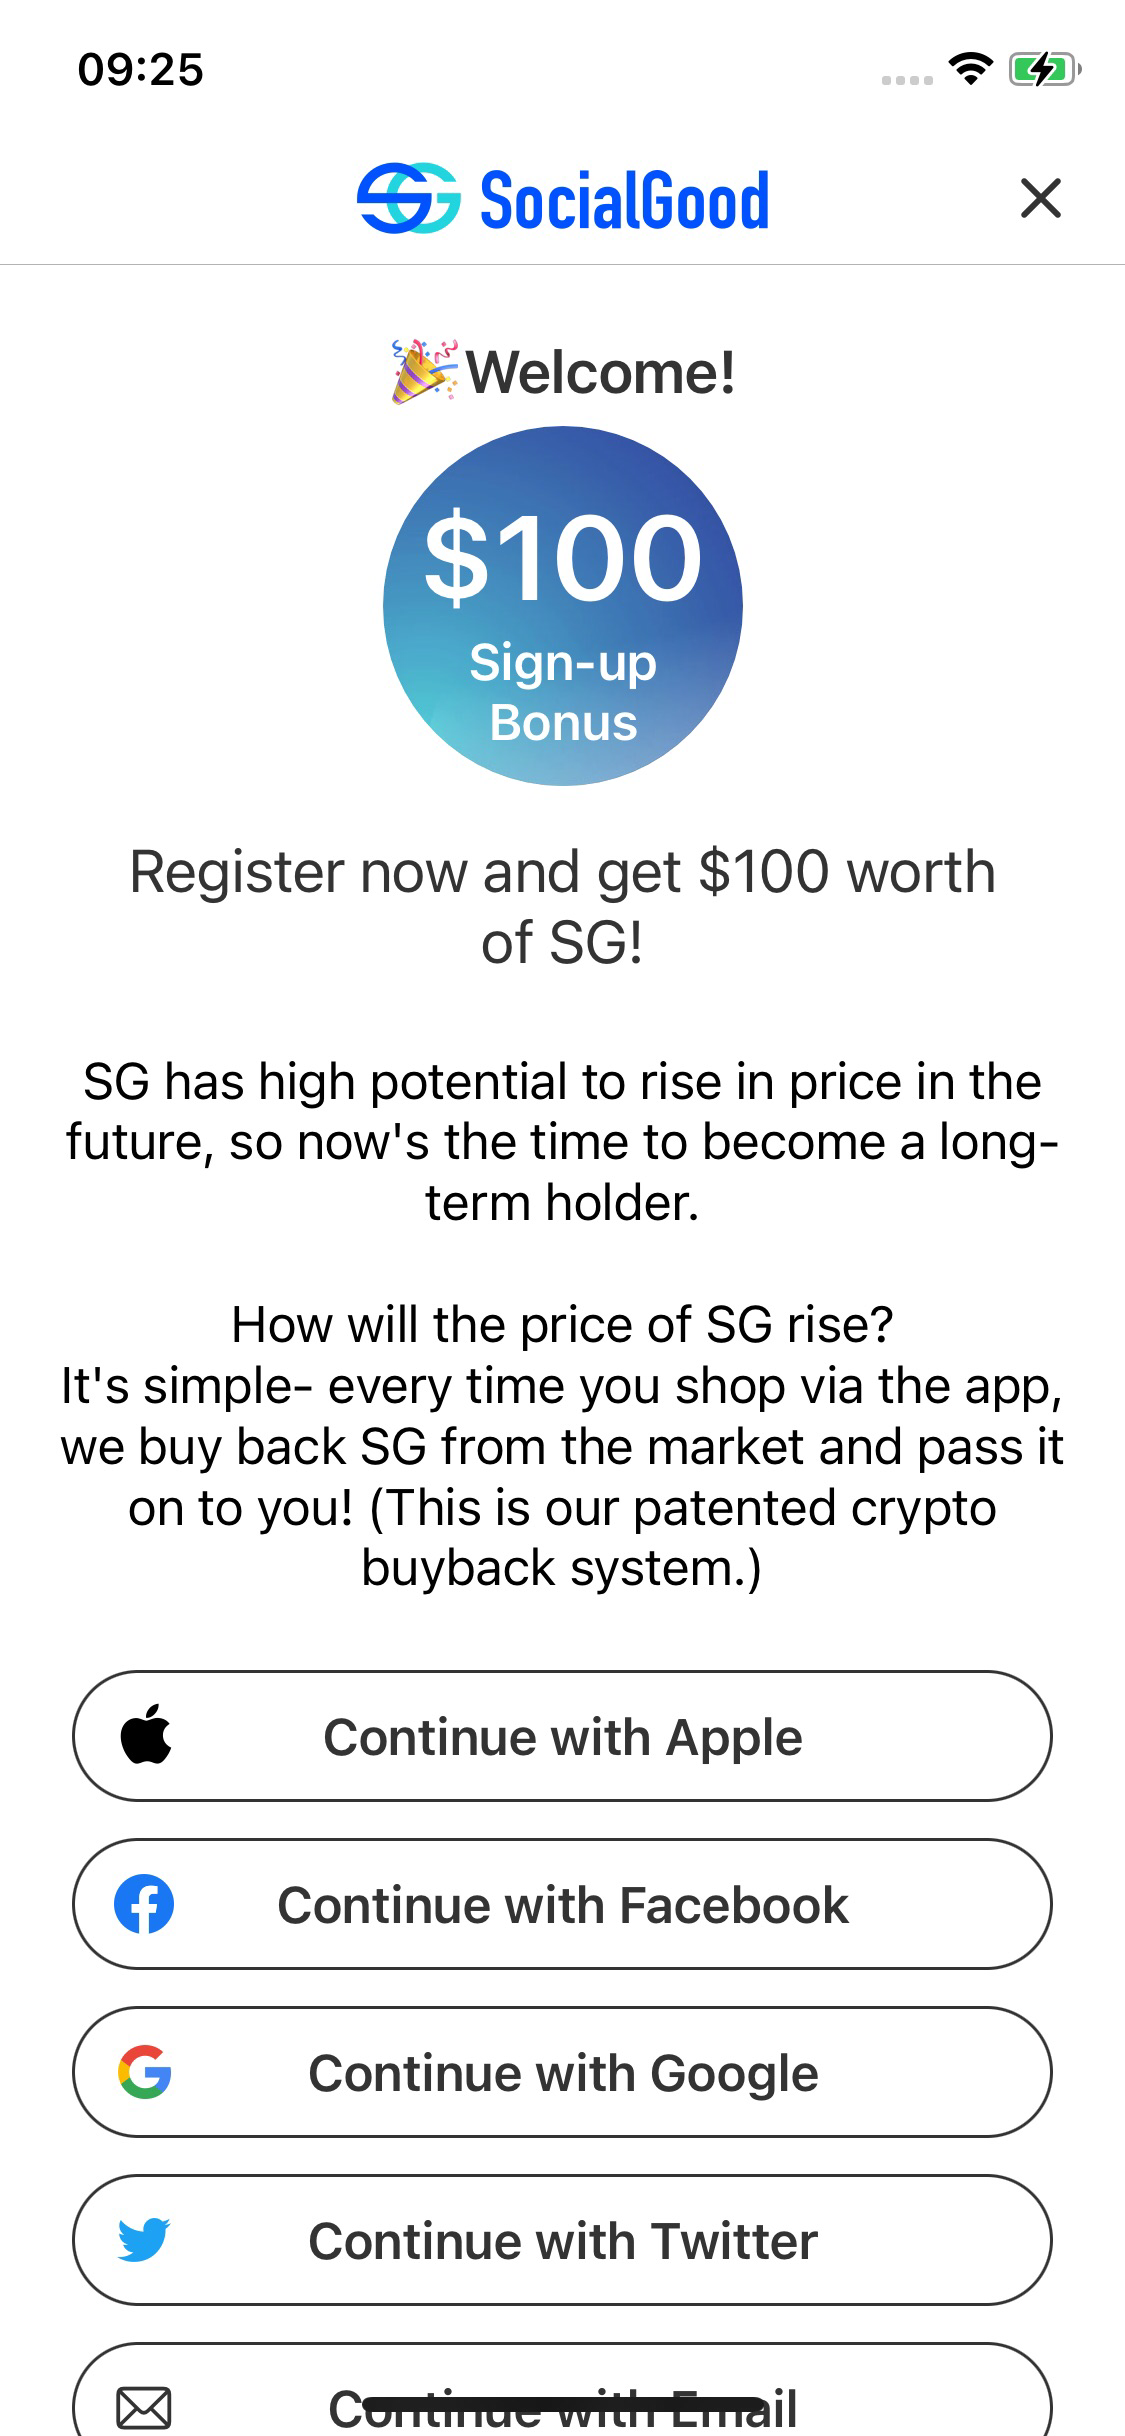 09:25
SocialGood
Welcome!
$100
Sign-up
Bonus
Register now and get $100 worth
of SG!
SG has high potential to rise in price in the
future, so now's the time to become a long-
term holder.
How will the price of SG rise?
It's simple- every time you shop via the app,
we buy back SG from the market and pass it
on to you! (This is our patented crypto
buyback system.)
Continue with Apple
Continue with Facebook
Continue with Google
Continue with Twitter
Continue with Email